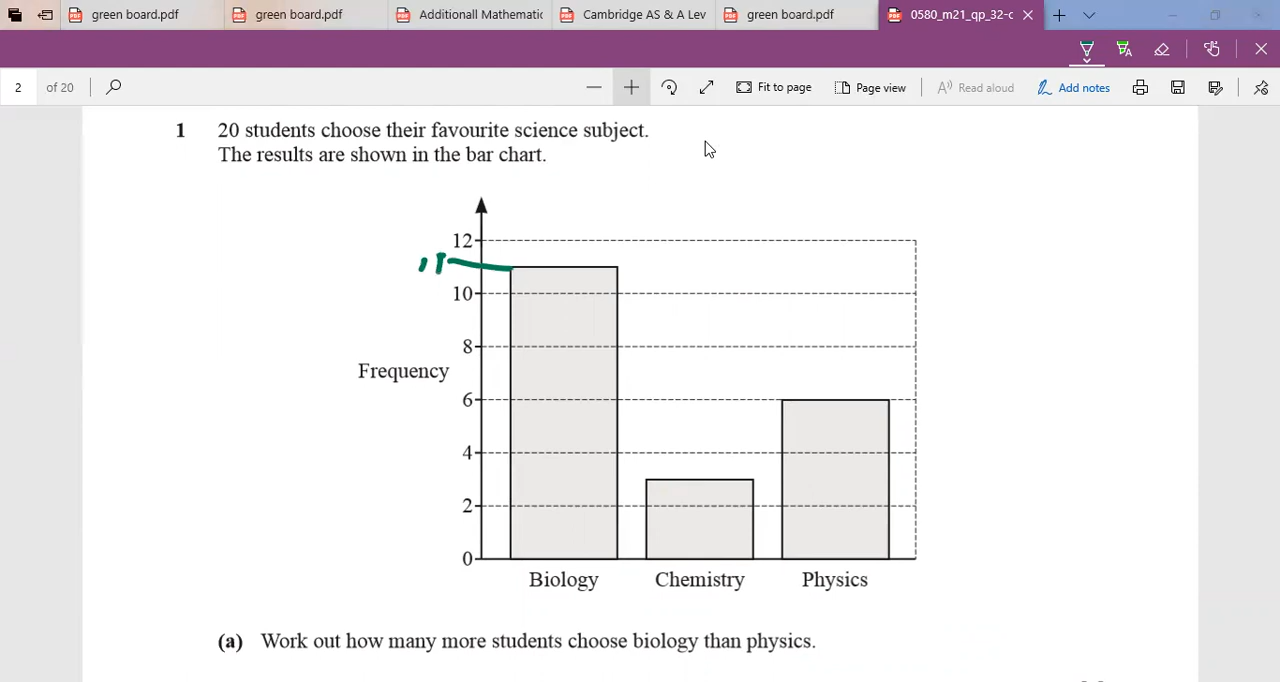 green board.pdf
green board.pdf
Additionall Mathematic
Cambridge AS & A Lev
green board.pdf
0580_m21_qp_32-c
2 of 20
Fit to page
Page view
Read aloud
Add notes
1 20 students choose their favourite science subject.
The results are shown in the bar chart.
12
11
10
8
Frequency
6
4
2
0
Biology Chemistry Physics
(a) Work out how many more students choose biology than physics.